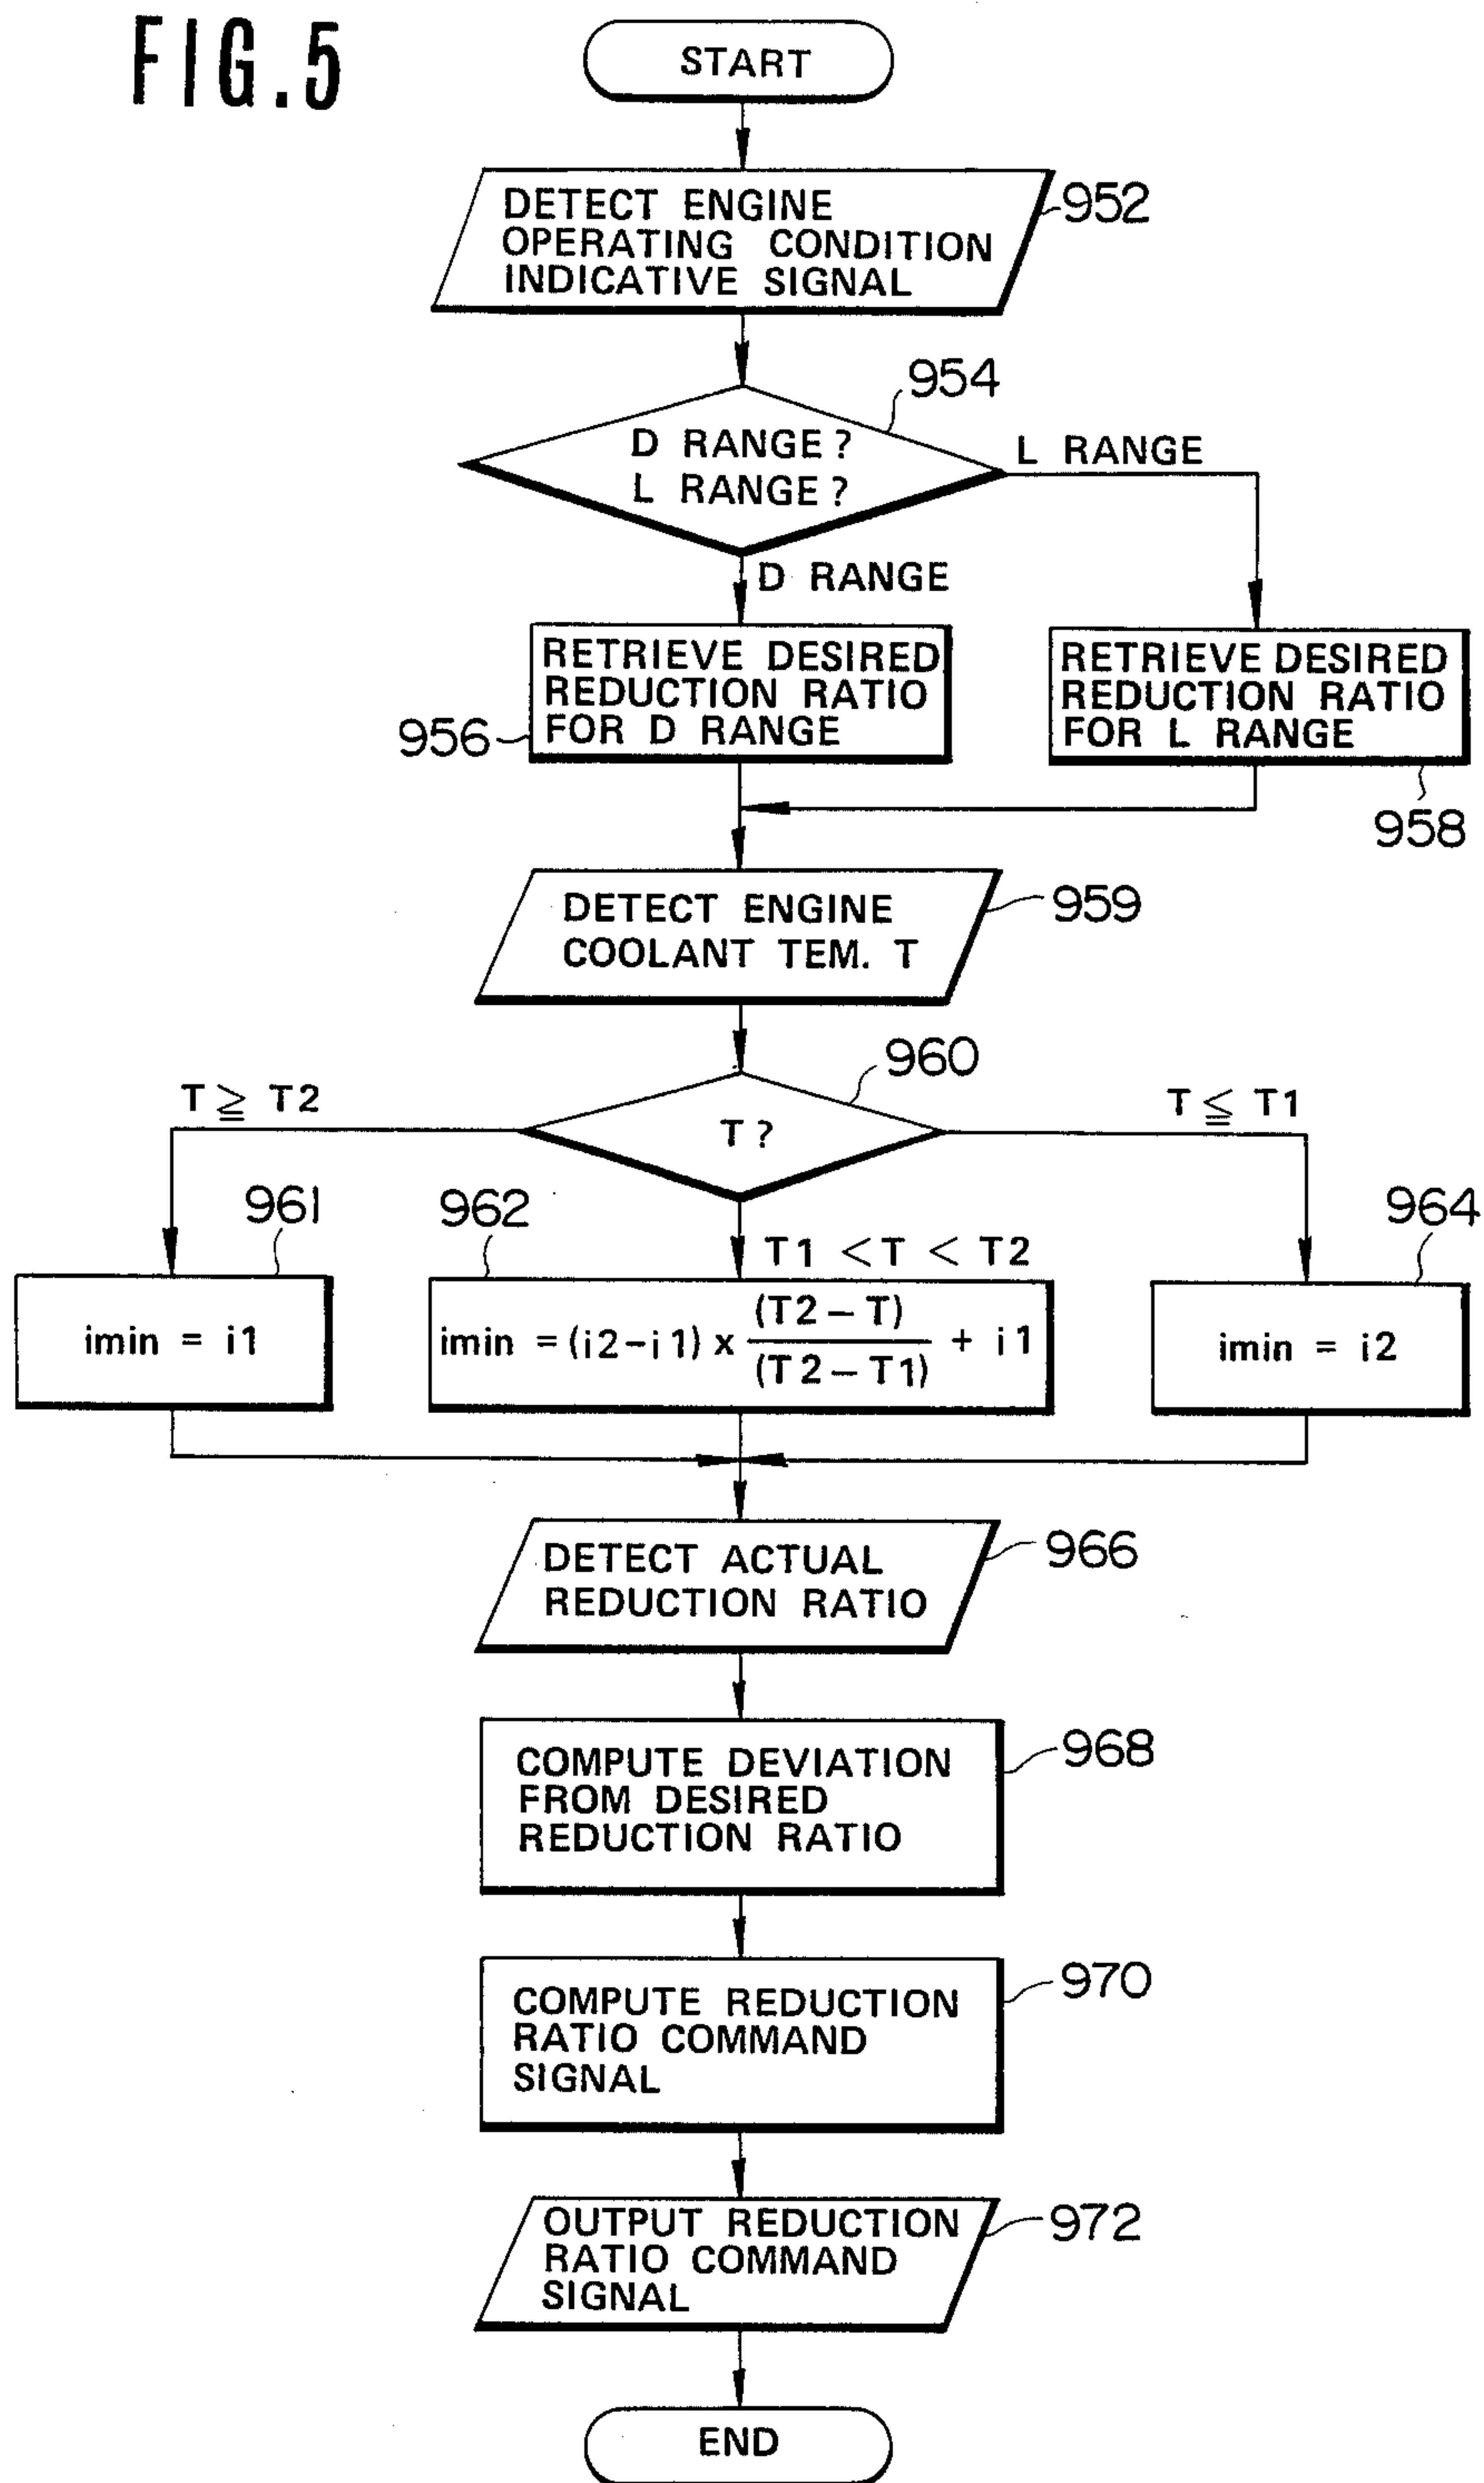 FIG.5
START
DETECT ENGINE
OPERATING CONDITION
INDICATIVE SIGNAL
952
954
D RANGE?
L RANGE?
L RANGE
D RANGE
RETRIEVE DESIRED
REDUCTION RATIO
FOR D RANGE
956
RETRIEVE DESIRED
REDUCTION RATIO
FOR L RANGE
958
DETECT ENGINE
COOLANT TEM. T
959
960
T ≧ T2
T?
T ≦ T1
961
962
T1 < T < T2
964
imin = i1
imin = (i2-i1) x (T2-T)/(T2-T1) + i1
imin = i2
DETECT ACTUAL
REDUCTION RATIO
966
COMPUTE DEVIATION
FROM DESIRED
REDUCTION RATIO
968
COMPUTE REDUCTION
RATIO COMMAND
SIGNAL
970
OUTPUT REDUCTION
RATIO COMMAND
SIGNAL
972
END